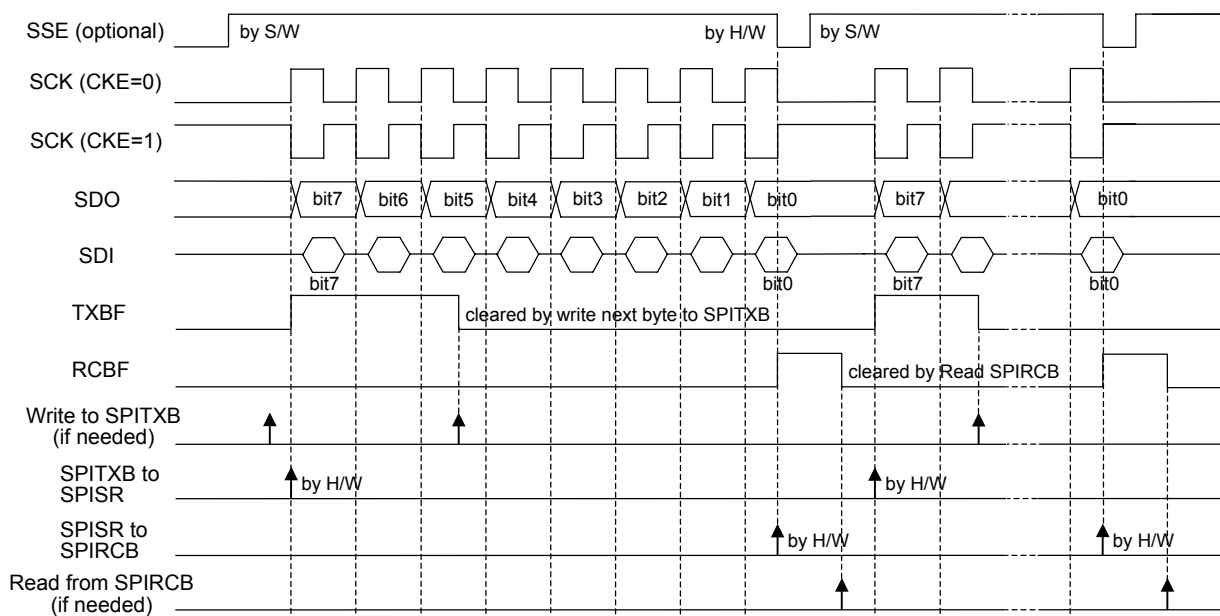 SSE (optional)
by S/W
by H/W
by S/W
SCK (CKE=0)
SCK (CKE=1)
SDO
bit7
bit6
bit5
bit4
bit3
bit2
bit1
bit0
bit7
bit0
SDI
bit7
bit0
bit7
bit0
TXBF
cleared by write next byte to SPITXB
RCBF
cleared by Read SPIRCB
Write to SPITXB
(if needed)
SPITXB to
SPISR
by H/W
by H/W
SPISR to
SPIRCB
by H/W
by H/W
Read from SPIRCB
(if needed)